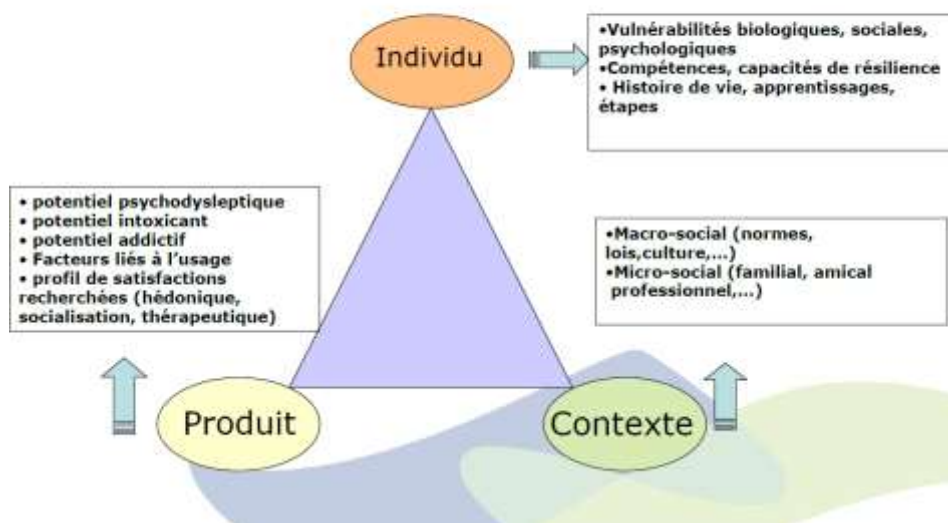 Individu
•Vulnérabilités biologiques, sociales,
psychologiques
•Compétences, capacités de résilience
• Histoire de vie, apprentissages,
étapes
• potentiel psychodysleptique
• potentiel intoxicant
• potentiel addictif
• Facteurs liés à l'usage
• profil de satisfactions
recherchées (hédonique,
socialisation, thérapeutique)
•Macro-social (normes,
lois,culture,...)
•Micro-social (familial, amical
professionnel,...)
Produit
Contexte